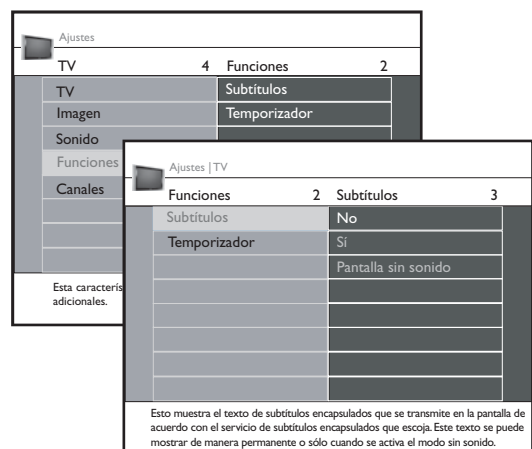 Ajustes
TV 4 Funciones 2
TV Subtítulos
Imagen Temporizador
Sonido
Funciones
Canales
Esta
adicionales.
Ajustes | TV
Funciones 2 Subtítulos 3
Subtítulos No
Temporizador Sí
Pantalla sin sonido
Esto muestra el texto de subtítulos encapsulados que se transmite en la pantalla de
acuerdo con el servicio de subtítulos encapsulados que escoja. Este texto se puede
mostrar de manera permanente o sólo cuando se activa el modo sin sonido.